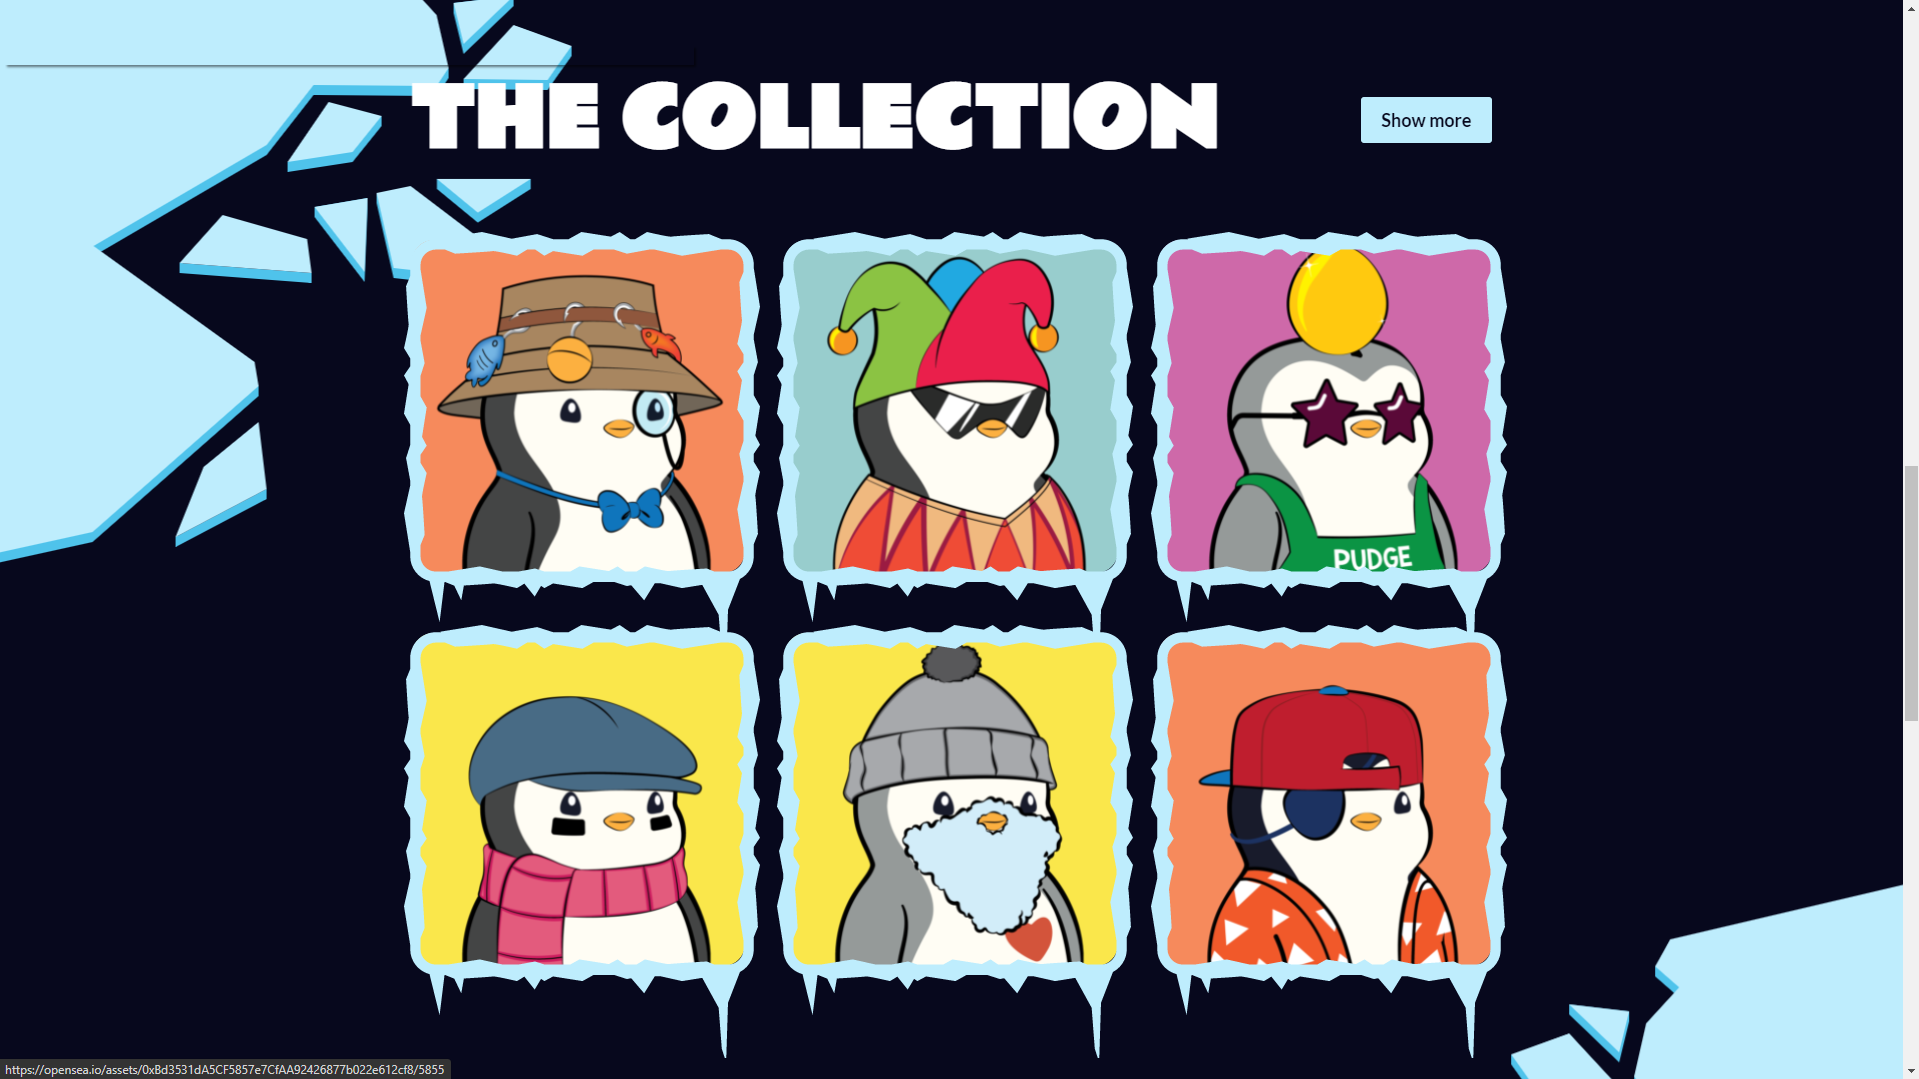 THE COLLECTION
Show more
PUDGE
https://opensea.io/assets/0xBd3531dA5CF5857e7CfAA92426877b022e612cf8/5855